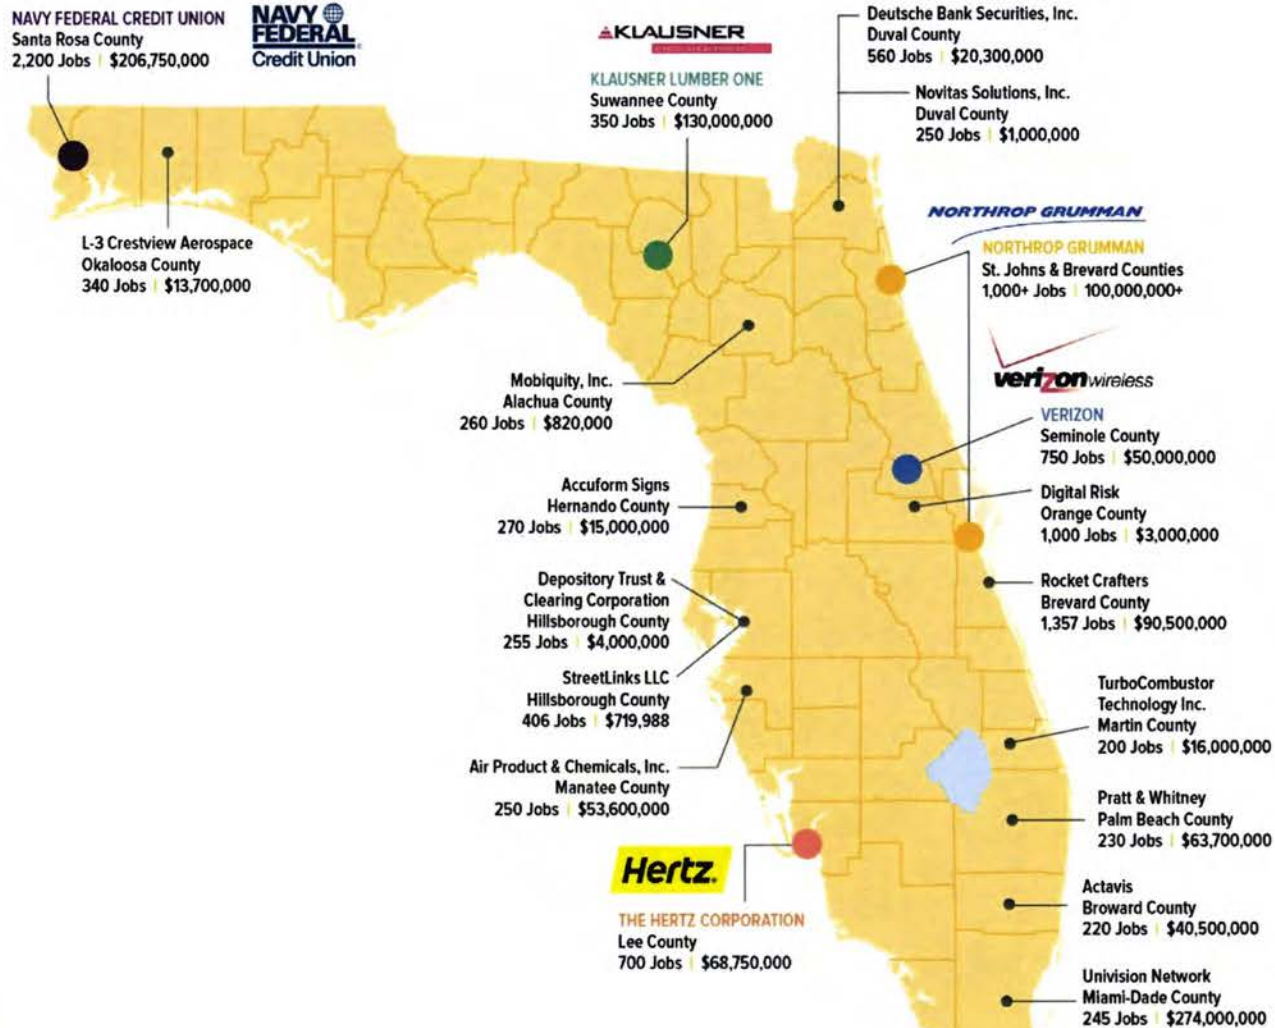 NAVY FEDERAL CREDIT UNION
Santa Rosa County
2,200 Jobs | $206,750,000
NAVY
FEDERAL
Credit Union
KLAUSNER
KLAUSNER LUMBER ONE
Suwannee County
350 Jobs | $130,000,000
Deutsche Bank Securities, Inc.
Duval County
560 Jobs | $20,300,000
Novitas Solutions, Inc.
Duval County
250 Jobs | $1,000,000
L-3 Crestview Aerospace
Okaloosa County
340 Jobs | $13,700,000
NORTHROP GRUMMAN
NORTHROP GRUMMAN
St. Johns & Brevard Counties
1,000+ Jobs | 100,000,000+
verizon wireless
VERIZON
Seminole County
750 Jobs | $50,000,000
Mobiquity, Inc.
Alachua County
260 Jobs | $820,000
Accuform Signs
Hernando County
270 Jobs | $15,000,000
Digital Risk
Orange County
1,000 Jobs | $3,000,000
Depository Trust &
Clearing Corporation
Hillsborough County
255 Jobs | $4,000,000
Rocket Crafters
Brevard County
1,357 Jobs | $90,500,000
StreetLinks LLC
Hillsborough County
406 Jobs | $719,988
TurboCombustor
Technology Inc.
Martin County
200 Jobs | $16,000,000
Air Product & Chemicals, Inc.
Manatee County
250 Jobs | $53,600,000
Pratt & Whitney
Palm Beach County
230 Jobs | $63,700,000
Hertz.
THE HERTZ CORPORATION
Lee County
700 Jobs | $68,750,000
Actavis
Broward County
220 Jobs | $40,500,000
Univision Network
Miami-Dade County
245 Jobs | $274,000,000